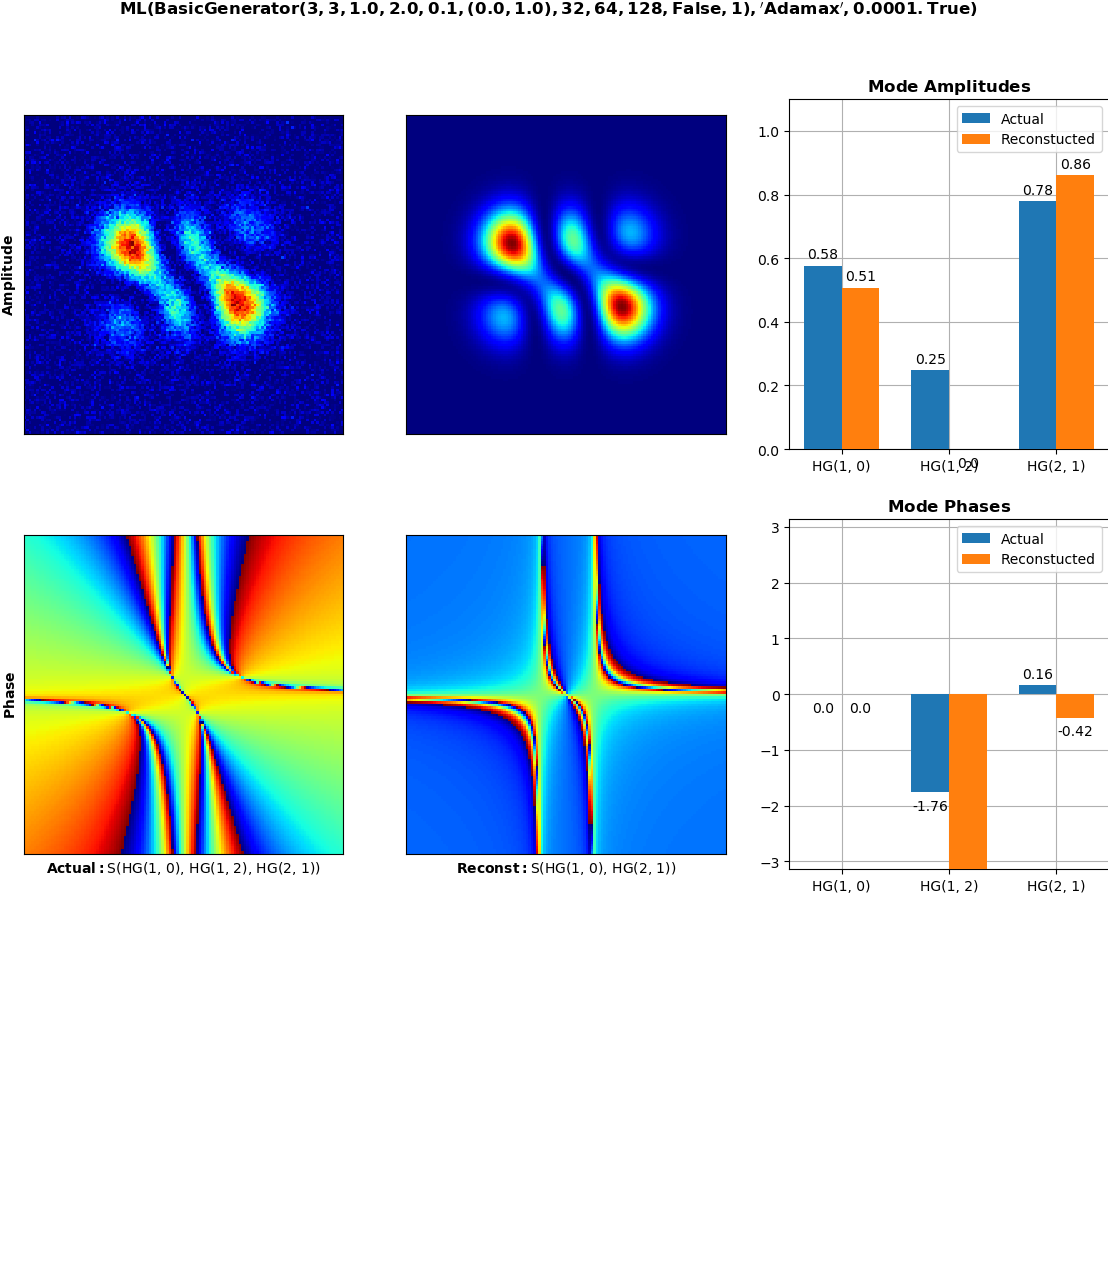 ML(BasicGenerator(3, 3, 1.0, 2.0, 0.1, (0.0, 1.0), 32, 64, 128, False, 1), 'Adamax', 0.0001. True)
Amplitude
Mode Amplitudes
Actual
Reconstucted
1.0
0.8
0.6
0.4
0.2
0.0
0.58
0.51
0.25
0.0
0.78
0.86
HG(1, 0)
HG(1, 2)
HG(2, 1)
Phase
Actual: S(HG(1, 0), HG(1, 2), HG(2, 1))
Reconst: S(HG(1, 0), HG(2, 1))
Mode Phases
Actual
Reconstucted
3
2
1
0
−1
−2
−3
0.0
0.0
-1.76
0.16
-0.42
HG(1, 0)
HG(1, 2)
HG(2, 1)